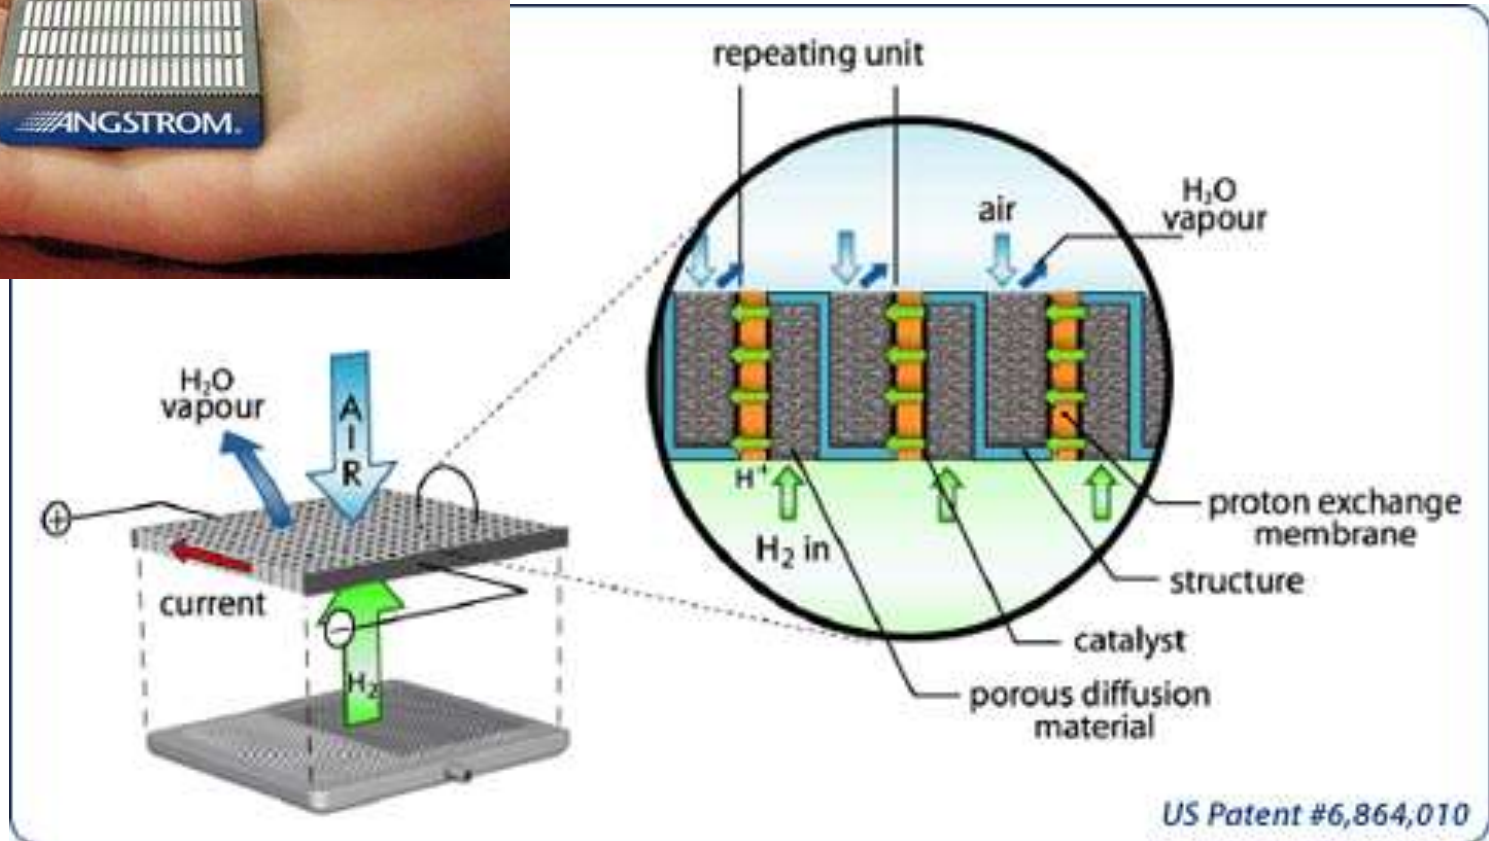 ANGSTROM®
repeating unit
air
H₂O
vapour
H⁺
H₂ in
proton exchange
membrane
structure
catalyst
porous diffusion
material
H₂O
vapour
A
I
R
+
current
−
H₂
US Patent #6,864,010